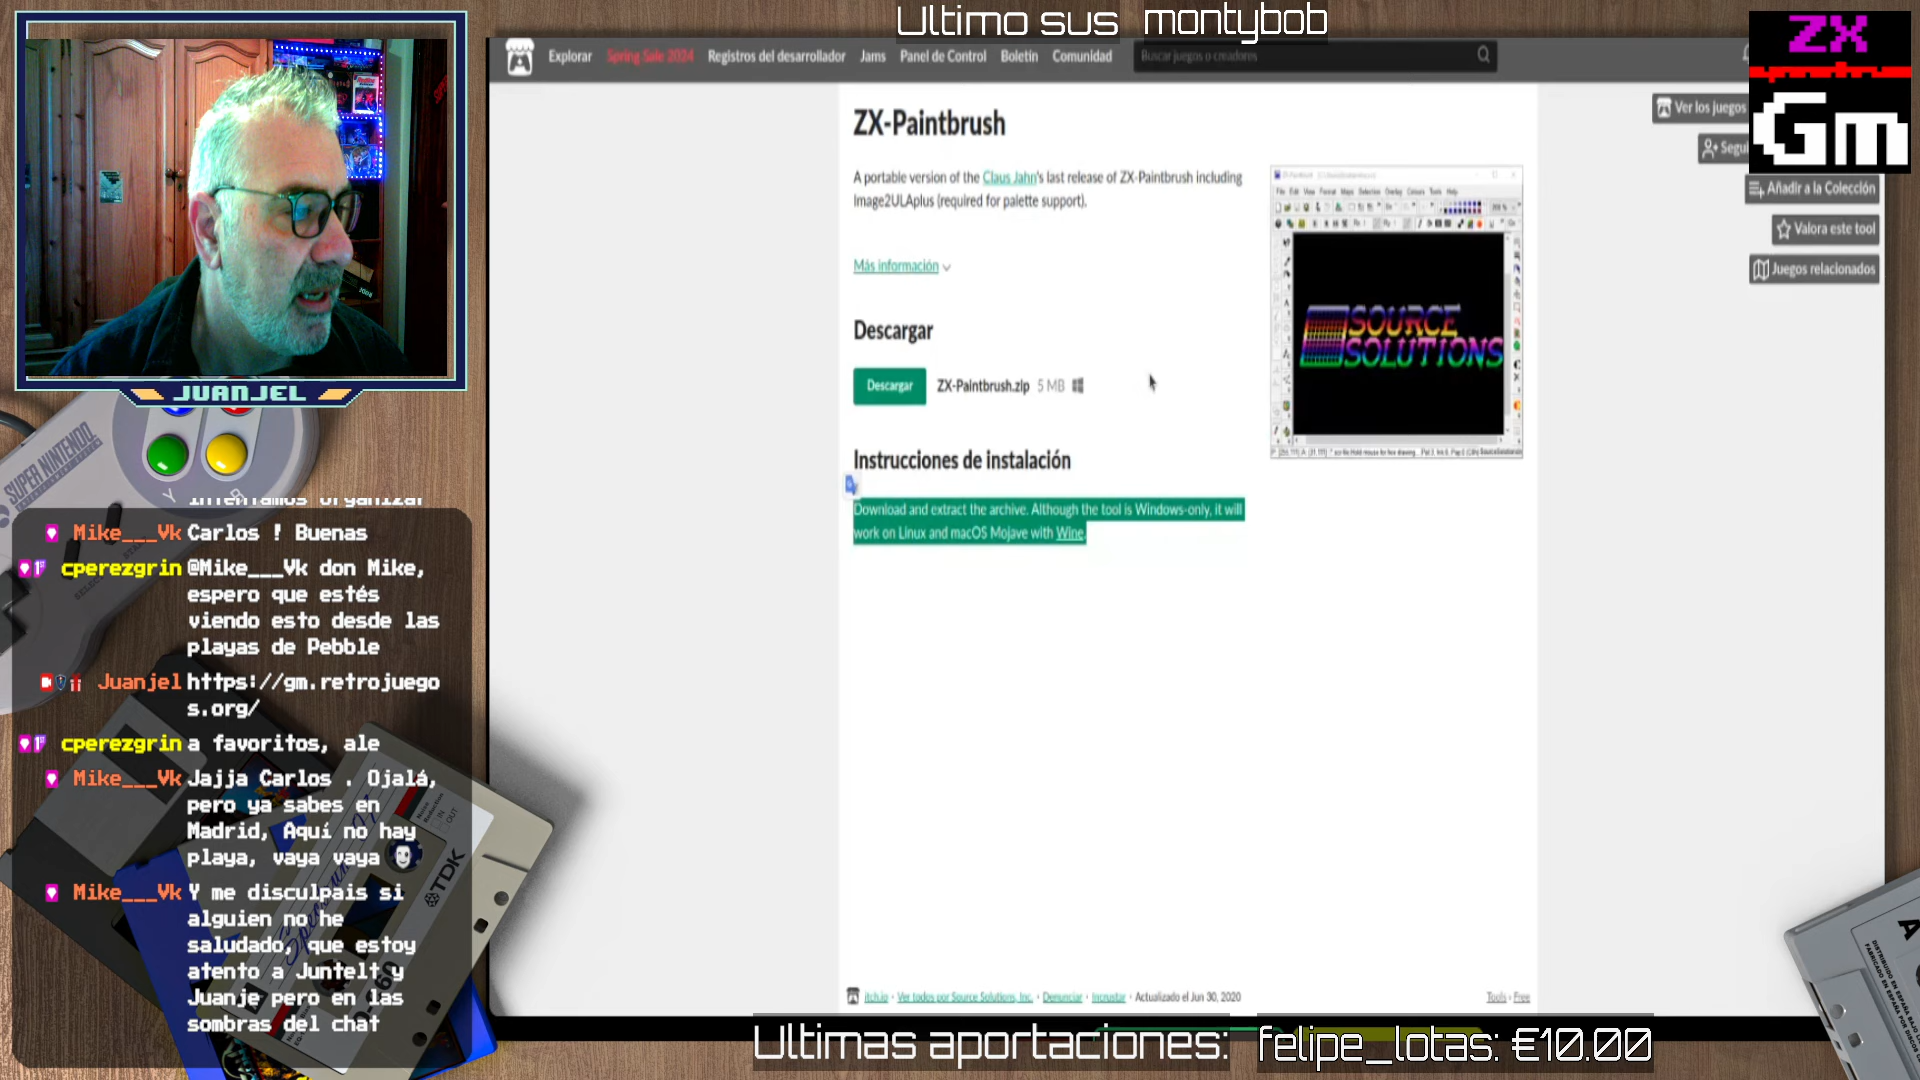 Ultimo sus montybob
ZX
Gm
Explorar Spring Sale 2024 Registros del desarrollador Jams Panel de Control Boletín Comunidad Buscar juegos o creadores
Ver los juegos
Segui
Añadir a la Colección
Valora este tool
Juegos relacionados
ZX-Paintbrush
A portable version of the Claus Jahn's last release of ZX-Paintbrush including
Image2ULAplus (required for palette support).
Más información
Descargar
Descargar ZX-Paintbrush.zip 5 MB
Instrucciones de instalación
Download and extract the archive. Although the tool is Windows-only, it will
work on Linux and macOS Mojave with Wine.
SOURCE
SOLUTIONS
JUANJEL
SUPER NINTENDO
Y
intentamos organizar
Mike___Vk Carlos ! Buenas
cperezgrin @Mike___Vk don Mike,
espero que estés
viendo esto desde las
playas de Pebble
Juanjel https://gm.retrojuego
s.org/
cperezgrin a favoritos, ale
Mike___Vk Jajja Carlos . Ojalá,
pero ya sabes en
Madrid, Aquí no hay
playa, vaya vaya
Mike___Vk Y me disculpais si
alguien no he
saludado, que estoy
atento a Juntelt y
Juanje pero en las
sombras del chat
TDK
itch.io · Ver todos por Source Solutions, Inc. · Denunciar · Incrustar · Actualizado el Jun 30, 2020
Tools › Free
Ultimas aportaciones: felipe_lotas: €10.00